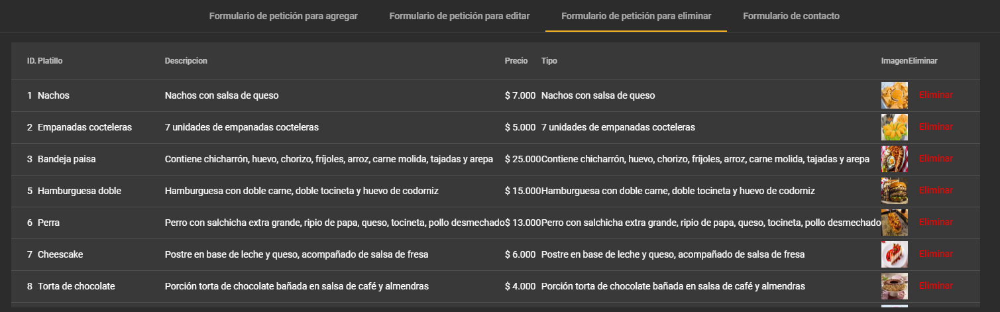 Formulario de petición para agregar Formulario de petición para editar Formulario de petición para eliminar Formulario de contacto
ID. Platillo Descripcion Precio Tipo Imagen Eliminar
1 Nachos Nachos con salsa de queso $ 7.000 Nachos con salsa de queso Eliminar
2 Empanadas cocteleras 7 unidades de empanadas cocteleras $ 5.000 7 unidades de empanadas cocteleras Eliminar
3 Bandeja paisa Contiene chicharrón, huevo, chorizo, fríjoles, arroz, carne molida, tajadas y arepa $ 25.000 Contiene chicharrón, huevo, chorizo, fríjoles, arroz, carne molida, tajadas y arepa Eliminar
5 Hamburguesa doble Hamburguesa con doble carne, doble tocineta y huevo de codorniz $ 15.000 Hamburguesa con doble carne, doble tocineta y huevo de codorniz Eliminar
6 Perra Perro con salchicha extra grande, ripio de papa, queso, tocineta, pollo desmechado $ 13.000 Perro con salchicha extra grande, ripio de papa, queso, tocineta, pollo desmechado Eliminar
7 Cheescake Postre en base de leche y queso, acompañado de salsa de fresa $ 6.000 Postre en base de leche y queso, acompañado de salsa de fresa Eliminar
8 Torta de chocolate Porción torta de chocolate bañada en salsa de café y almendras $ 4.000 Porción torta de chocolate bañada en salsa de café y almendras Eliminar